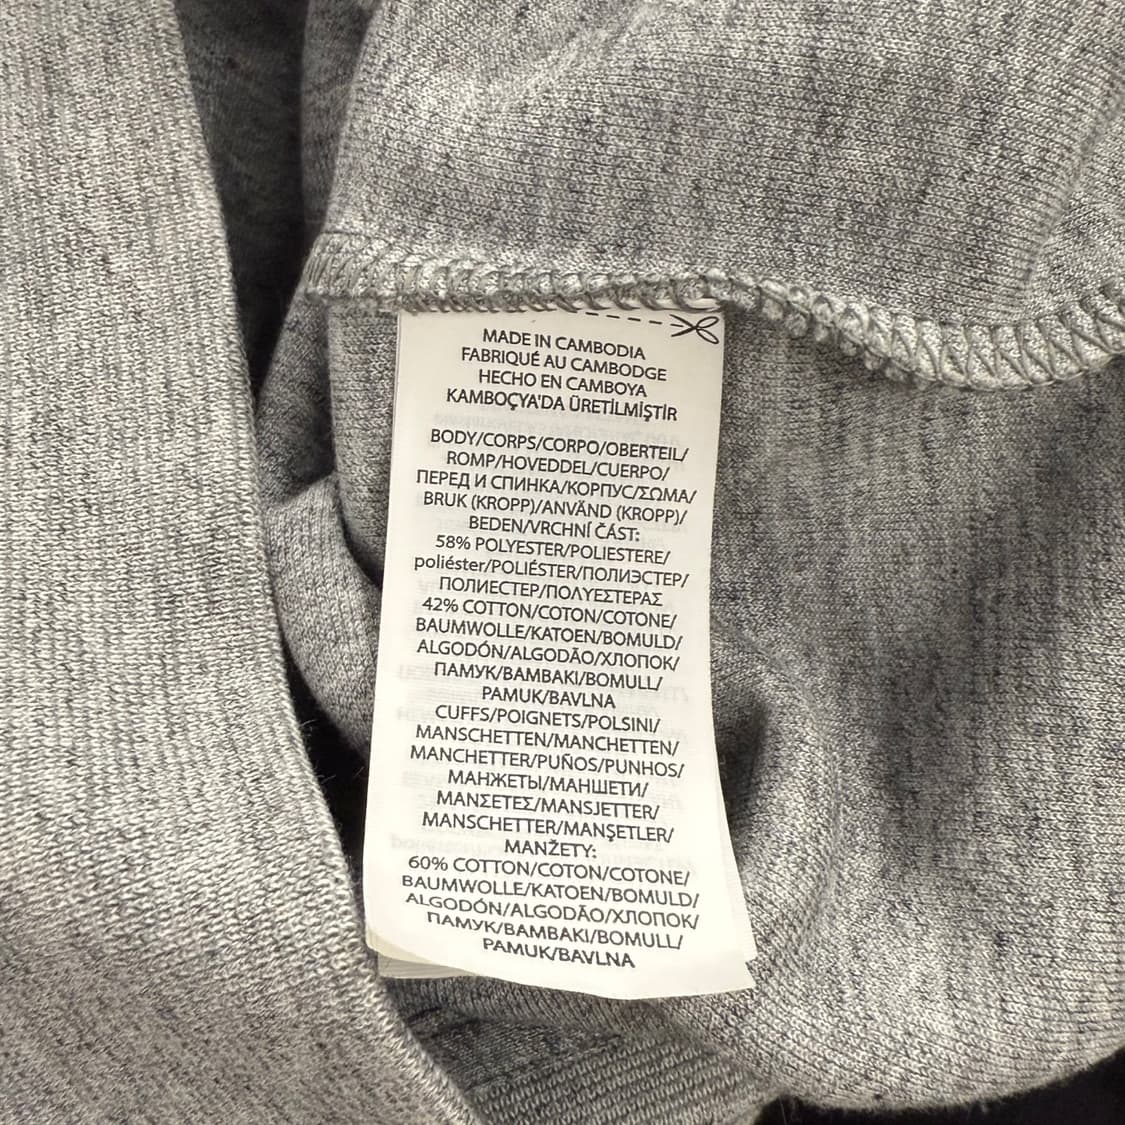 MADE IN CAMBODIA
FABRIQUÉ AU CAMBODGE
HECHO EN CAMBOYA
KAMBOÇYA'DA ÜRETİLMİŞTİR
BODY/CORPS/CORPO/OBERTEIL/
ROMP/HOVEDDEL/CUERPO/
ПЕРЕД И СПИНКА/КОРПУС/ΣΩΜΑ/
BRUK (KROPP)/ANVÄND (KROPP)/
BEDEN/VRCHNÍ ČÁST:
58% POLYESTER/POLIESTERE/
poliéster/POLIÉSTER/ПОЛИЭСТЕР/
ПОЛИЕСТЕР/ΠΟΛΥΕΣΤΕΡΑΣ
42% COTTON/COTON/COTONE/
BAUMWOLLE/KATOEN/BOMULD/
ALGODÓN/ALGODÃO/ХЛОПОК/
ПАМУК/ΒΑΜΒΑΚΙ/BOMULL/
PAMUK/BAVLNA
CUFFS/POIGNETS/POLSINI/
MANSCHETTEN/MANCHETTEN/
MANCHETTER/PUÑOS/PUNHOS/
МАНЖЕТЫ/МАНШЕТИ/
ΜΑΝΣΕΤΕΣ/MANSJETTER/
MANSCHETTER/MANŞETLER/
MANŽETY:
60% COTTON/COTON/COTONE/
BAUMWOLLE/KATOEN/BOMULD/
ALGODÓN/ALGODÃO/ХЛОПОК/
ПАМУК/ΒΑΜΒΑΚΙ/BOMULL/
PAMUK/BAVLNA